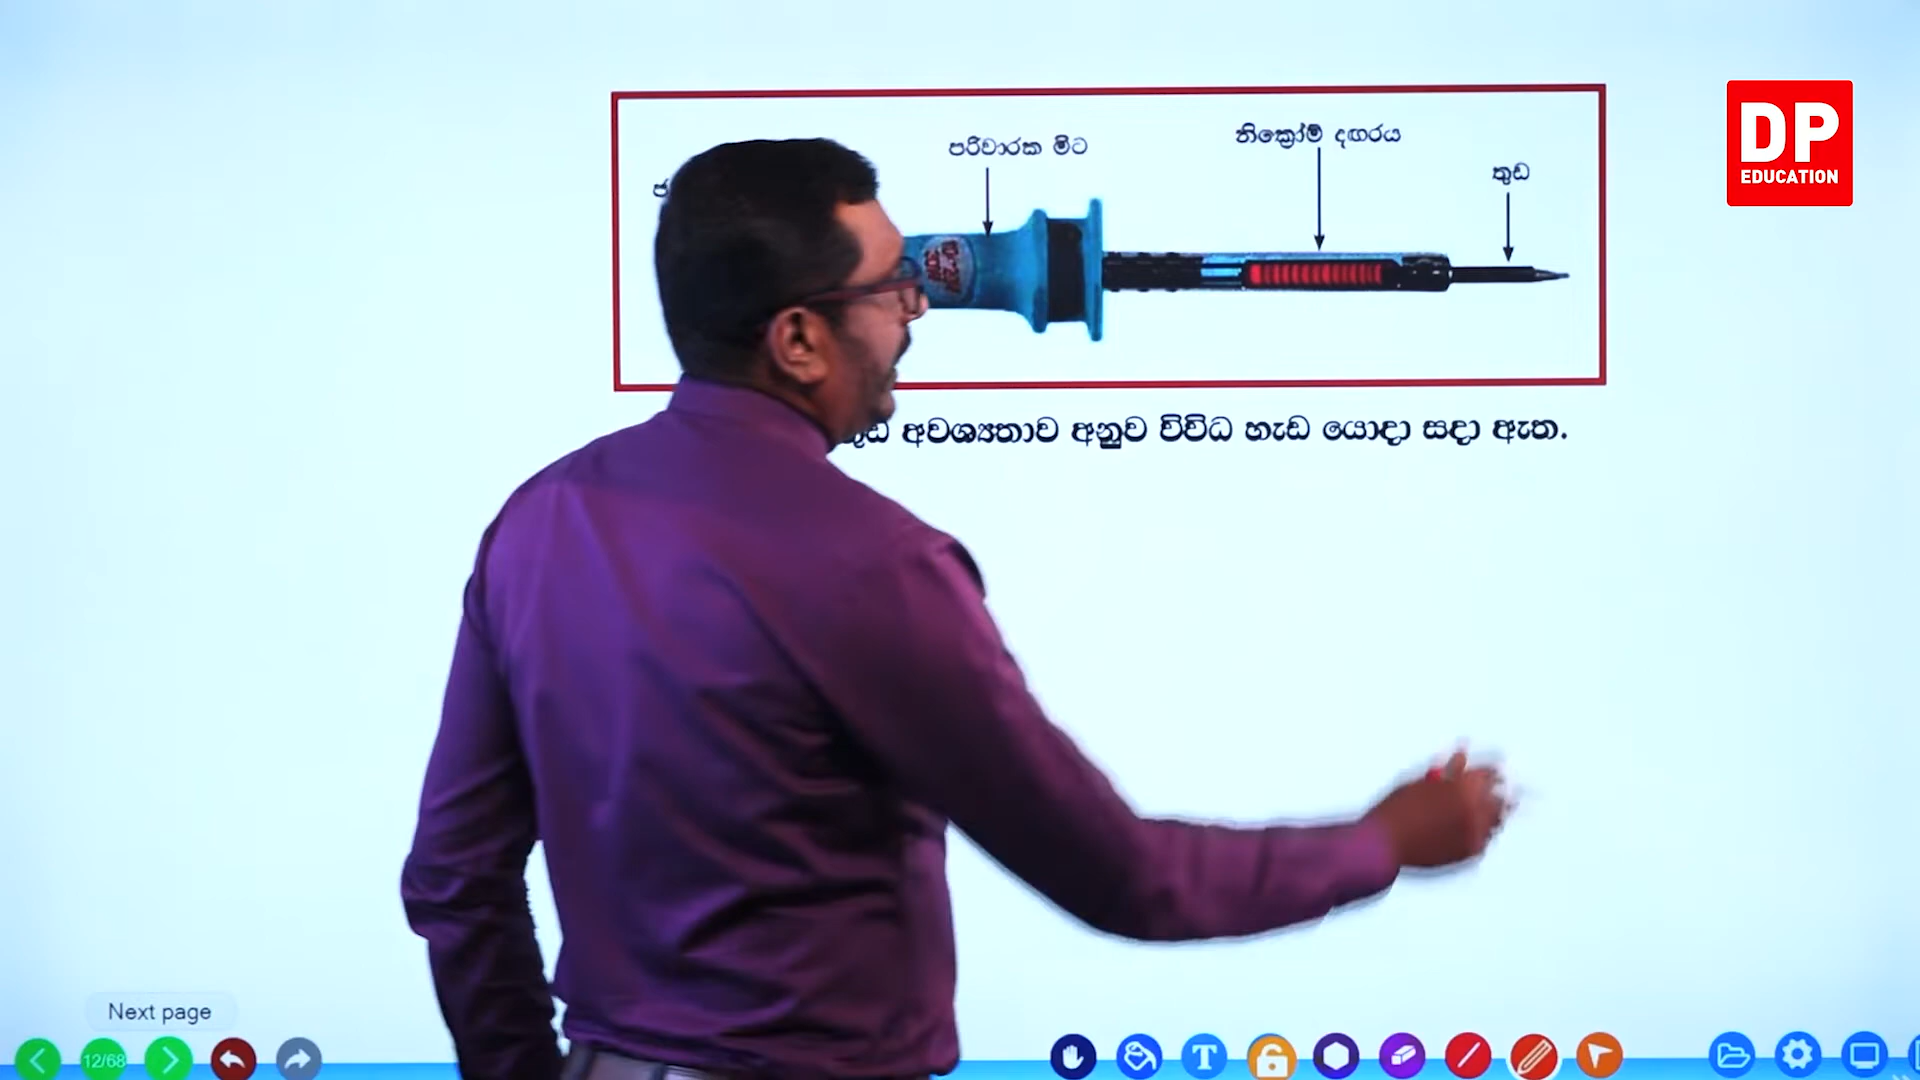 DP
EDUCATION
නික්‍රෝම් දඟරය
පරිවාරක මිට
තුඩ
තුඩ අවශ්‍යතාව අනුව විවිධ හැඩ යොදා සදා ඇත.
Next page
12/68
T